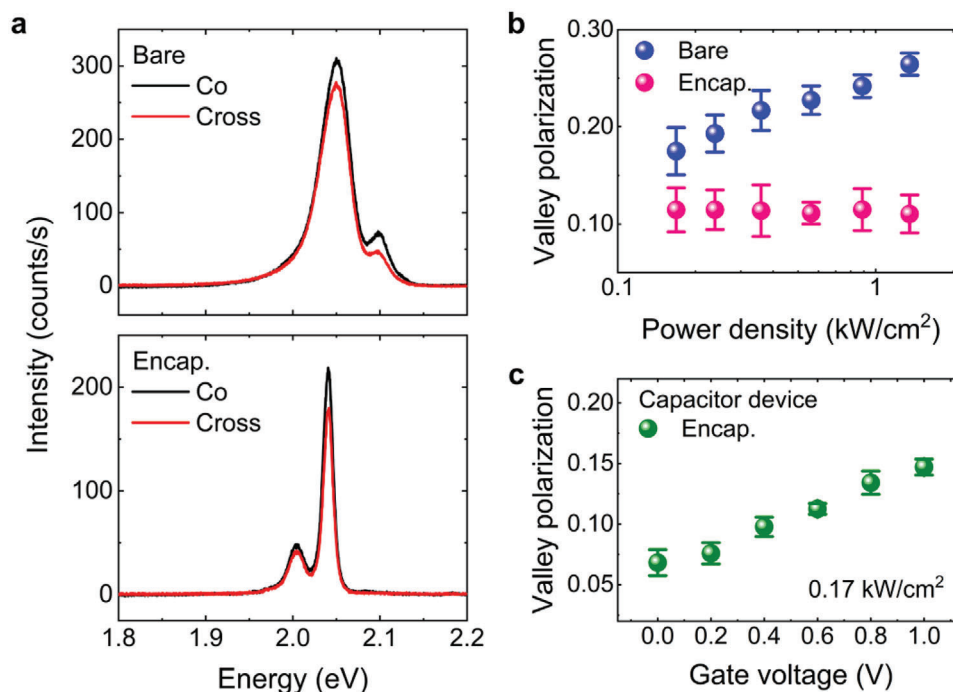 a
Bare
Co
Cross
300
200
100
0
Encap.
Co
Cross
200
100
0
1.8 1.9 2.0 2.1 2.2
Energy (eV)
Intensity (counts/s)
b
Bare
Encap.
0.30
0.20
0.10
0.1 1
Power density (kW/cm²)
Valley polarization
c
Capacitor device
Encap.
0.20
0.15
0.10
0.05
0.17 kW/cm²
0.0 0.2 0.4 0.6 0.8 1.0
Gate voltage (V)
Valley polarization